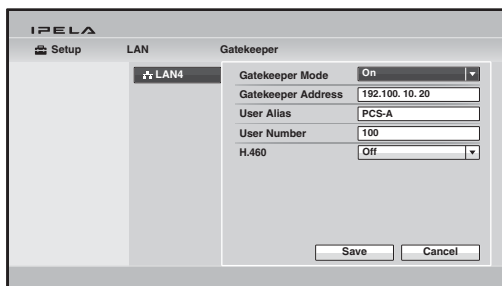 IPELA
Setup LAN Gatekeeper
LAN4
Gatekeeper Mode On
Gatekeeper Address 192.100. 10. 20
User Alias PCS-A
User Number 100
H.460 Off
Save Cancel